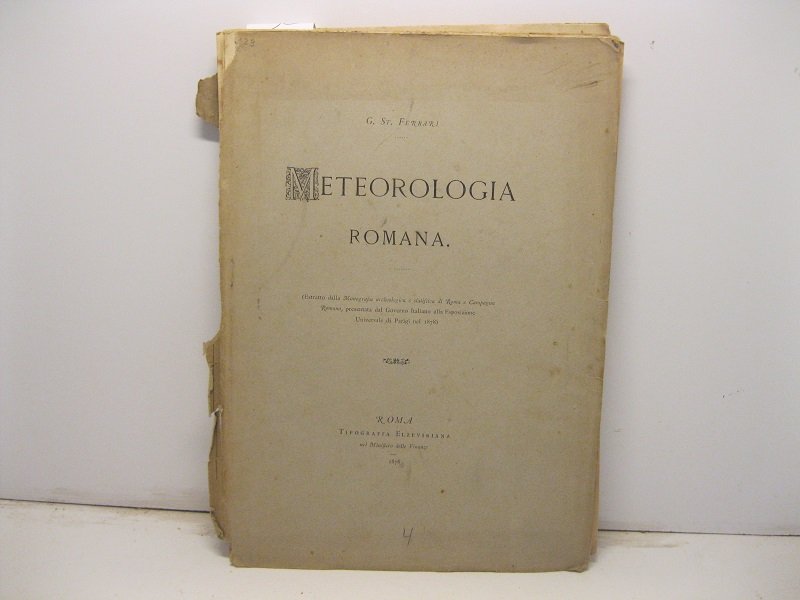 G. St. Ferrari
METEOROLOGIA
ROMANA.
(Estratto dalla Monografia archeologica e statistica di Roma e Campagna
Romana, presentata dal Governo Italiano alla Esposizione
Universale di Parigi nel 1878)
ROMA
Tipografia Elzeviriana
nel Ministero delle Finanze
1878
4